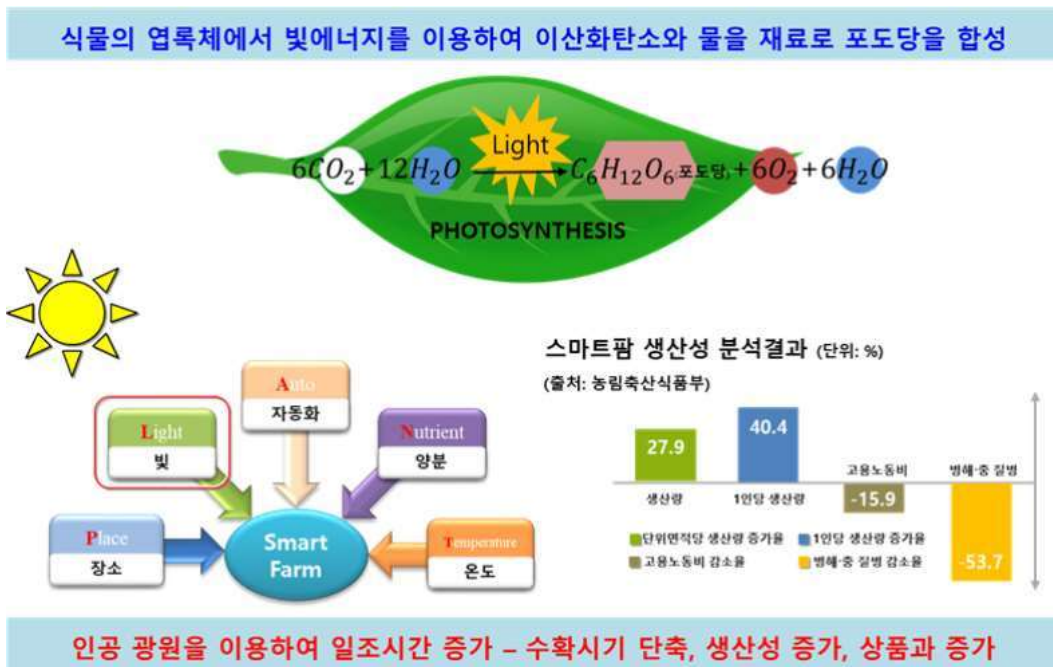 식물의 엽록체에서 빛에너지를 이용하여 이산화탄소와 물을 재료로 포도당을 합성
Light
6CO₂+12H₂O → C₆H₁₂O₆(포도당)+6O₂+6H₂O
PHOTOSYNTHESIS
스마트팜 생산성 분석결과 (단위: %)
(출처: 농림축산식품부)
Auto
자동화
Light
빛
Nutrient
양분
Place
장소
Smart
Farm
Temperature
온도
27.9
40.4
고용노동비
병해·중 질병
생산량
1인당 생산량
-15.9
-53.7
단위면적당 생산량 증가율
1인당 생산량 증가율
고용노동비 감소율
병해·중 질병 감소율
인공 광원을 이용하여 일조시간 증가 – 수확시기 단축, 생산성 증가, 상품과 증가